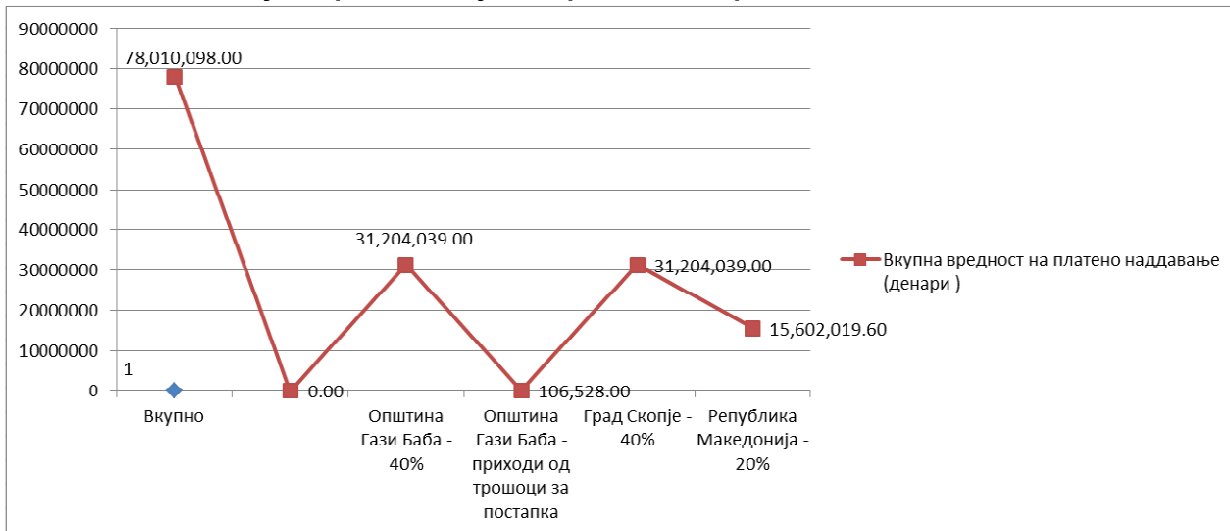 90000000
80000000
70000000
60000000
50000000
40000000
30000000
20000000
10000000
0
78,010,098.00
1
0.00
31,204,039.00
106,528.00
31,204,039.00
15,602,019.60
Вкупно
Општина
Гази Баба -
40%
Општина
Гази Баба -
приходи од
трошоци за
постапка
Град Скопје -
40%
Република
Македонија -
20%
Вкупна вредност на платено наддавање
(денари )